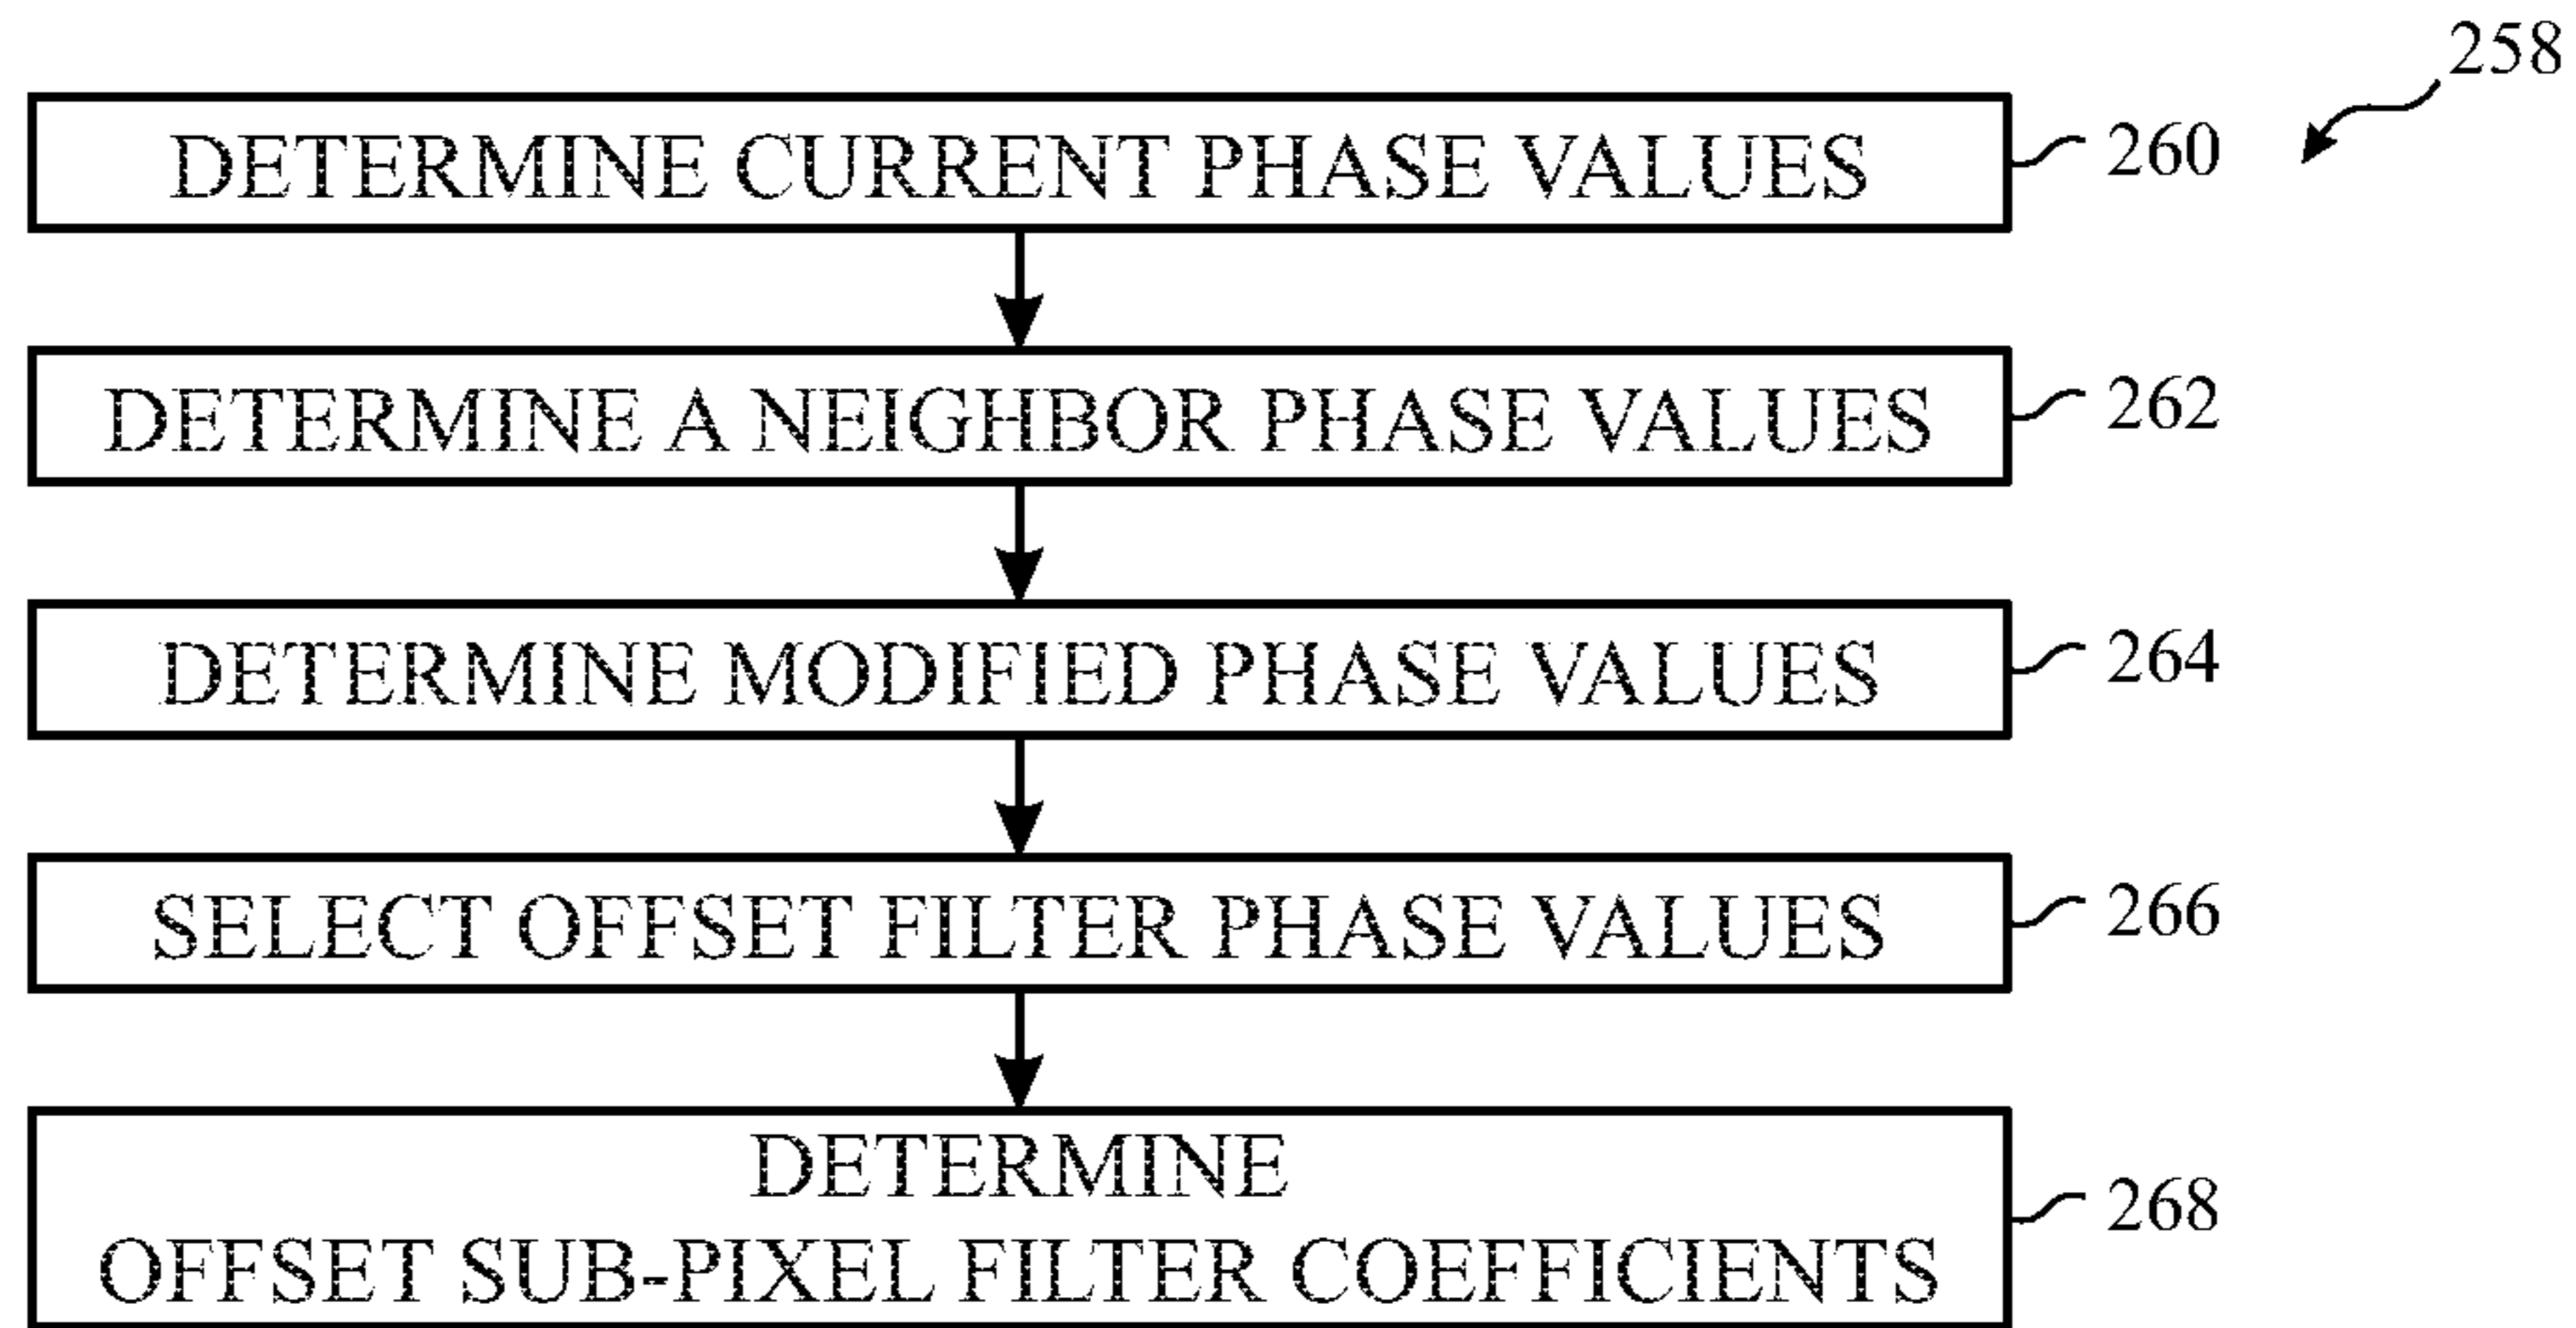 258
DETERMINE CURRENT PHASE VALUES
260
DETERMINE A NEIGHBOR PHASE VALUES
262
DETERMINE MODIFIED PHASE VALUES
264
SELECT OFFSET FILTER PHASE VALUES
266
DETERMINE
OFFSET SUB-PIXEL FILTER COEFFICIENTS
268